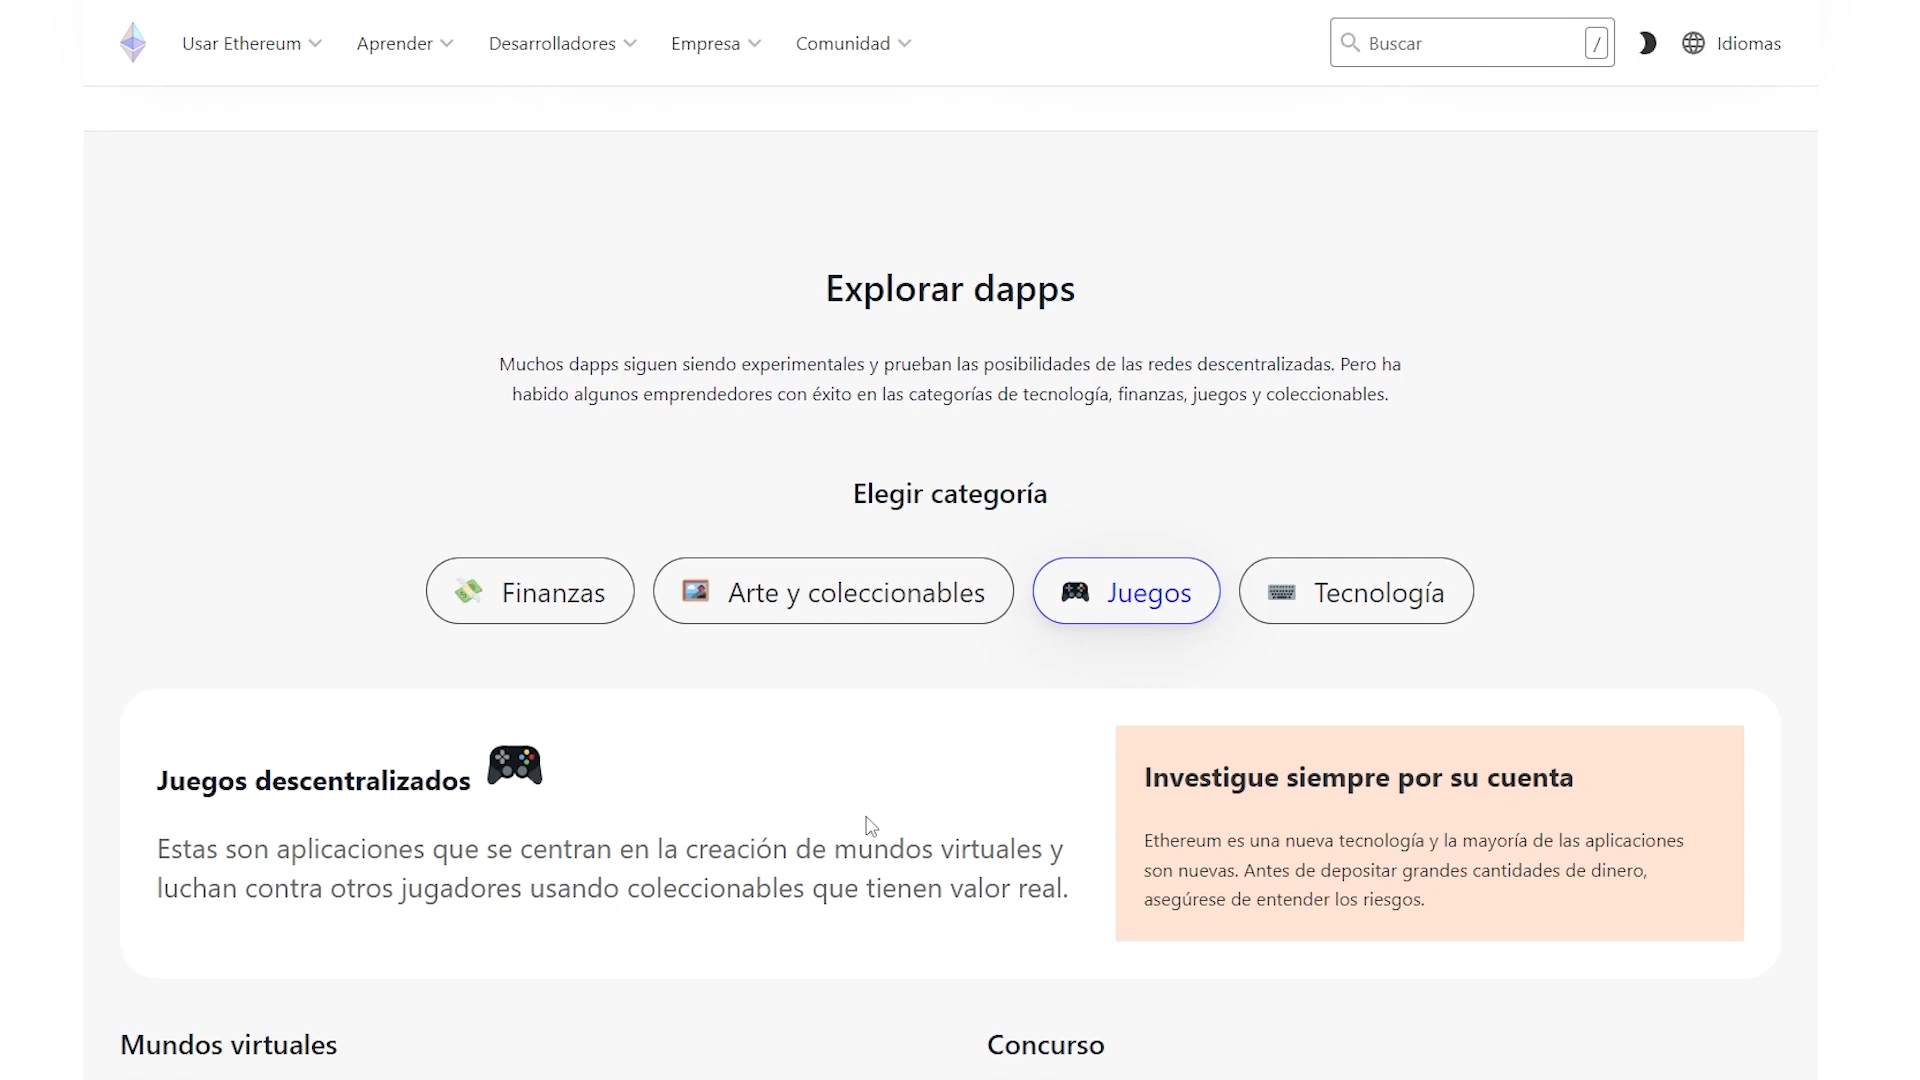 Usar Ethereum Aprender Desarrolladores Empresa Comunidad Buscar / Idiomas
Explorar dapps
Muchos dapps siguen siendo experimentales y prueban las posibilidades de las redes descentralizadas. Pero ha
habido algunos emprendedores con éxito en las categorías de tecnología, finanzas, juegos y coleccionables.
Elegir categoría
Finanzas Arte y coleccionables Juegos Tecnología
Juegos descentralizados
Estas son aplicaciones que se centran en la creación de mundos virtuales y
luchan contra otros jugadores usando coleccionables que tienen valor real.
Investigue siempre por su cuenta
Ethereum es una nueva tecnología y la mayoría de las aplicaciones
son nuevas. Antes de depositar grandes cantidades de dinero,
asegúrese de entender los riesgos.
Mundos virtuales
Concurso